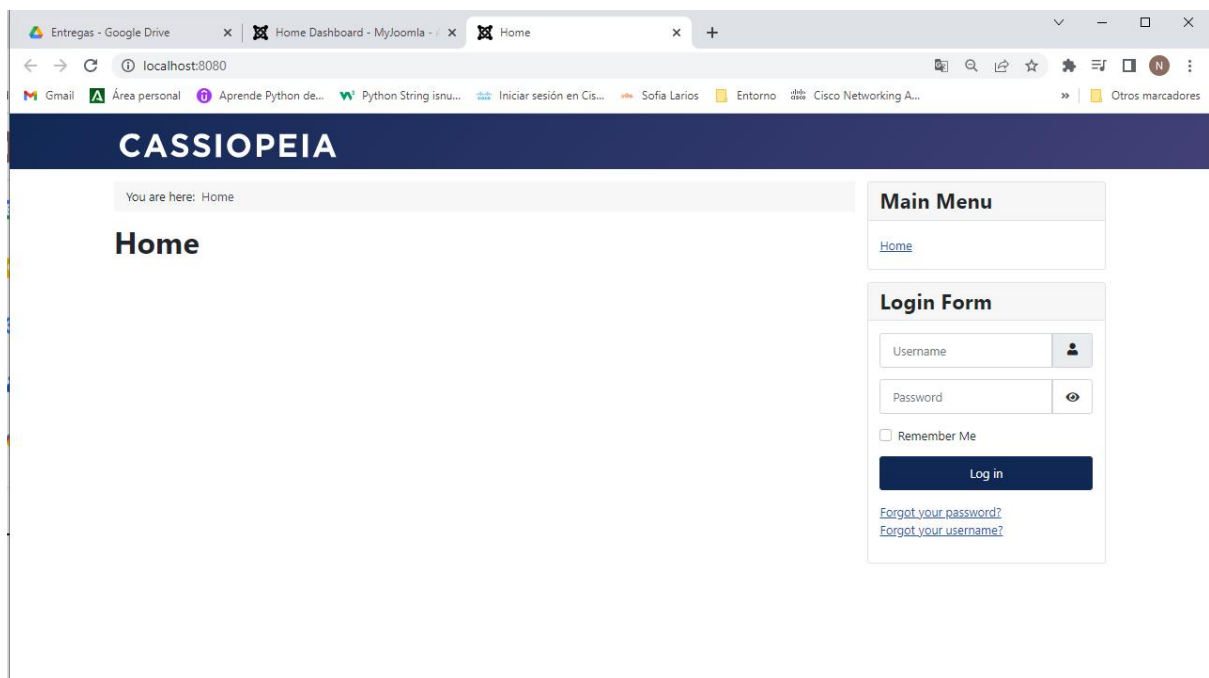 Entregas - Google Drive
Home Dashboard - MyJoomla - A
Home
localhost:8080
N
Gmail
Área personal
Aprende Python de...
Python String isnu...
Iniciar sesión en Cis...
Sofia Larios
Entorno
Cisco Networking A...
»
Otros marcadores
CASSIOPEIA
You are here: Home
Home
Main Menu
Home
Login Form
Username
Password
Remember Me
Log in
Forgot your password?
Forgot your username?